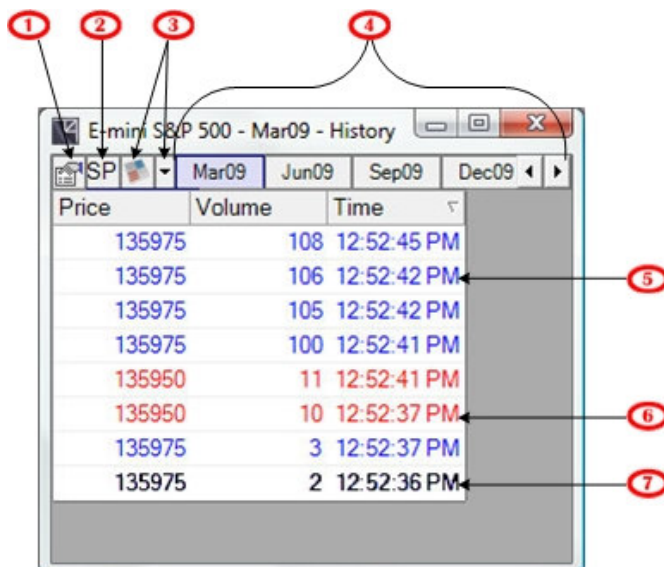 1 2 3 4
E-mini S&P 500 - Mar09 - History
SP Mar09 Jun09 Sep09 Dec09
Price Volume Time
135975 108 12:52:45 PM
135975 106 12:52:42 PM 5
135975 105 12:52:42 PM
135975 100 12:52:41 PM
135950 11 12:52:41 PM
135950 10 12:52:37 PM 6
135975 3 12:52:37 PM
135975 2 12:52:36 PM 7